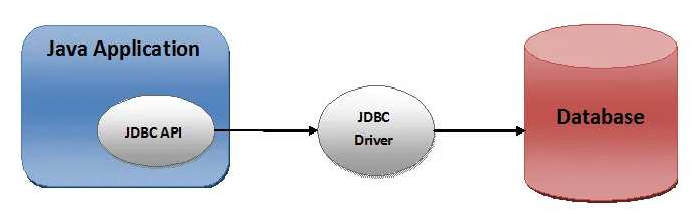 Java Application
JDBC API
JDBC
Driver
Database